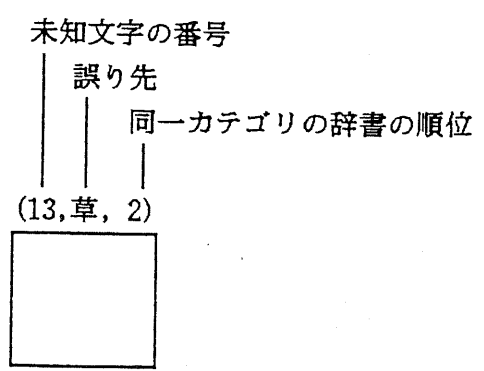 未知文字の番号
誤り先
同一カテゴリの辞書の順位
(13,草, 2)